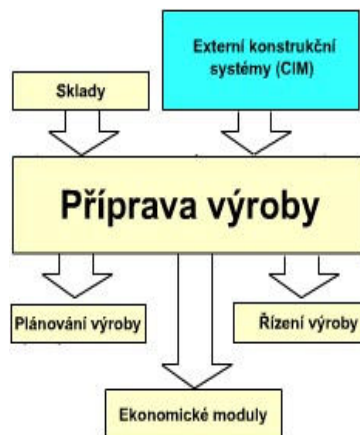 Externí konstrukční
systémy (CIM)
Sklady
Příprava výroby
Plánování výroby
Řízení výroby
Ekonomické moduly